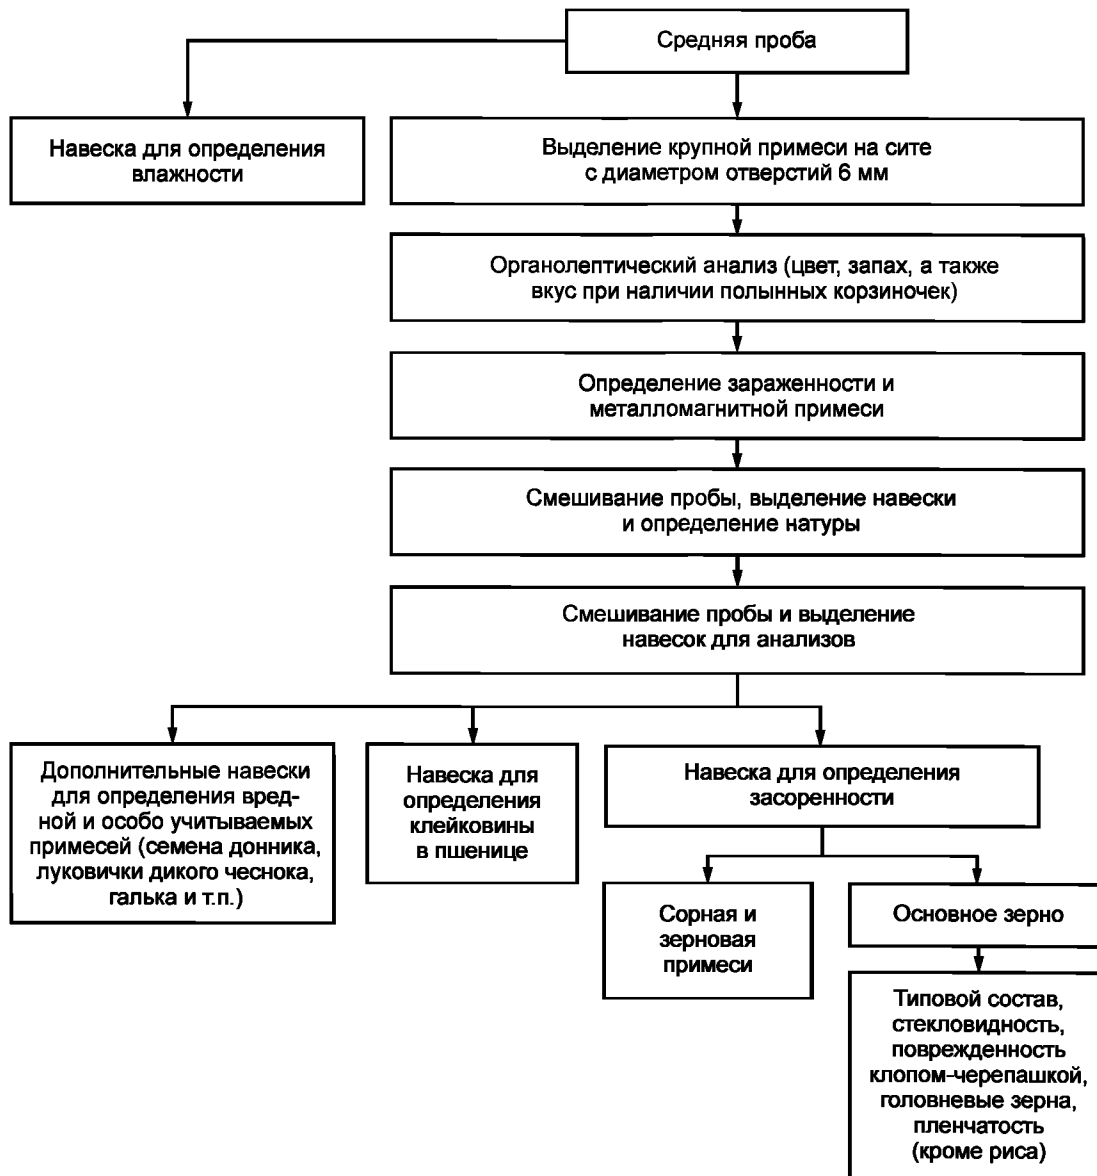 Средняя проба
Навеска для определения
влажности
Выделение крупной примеси на сите
с диаметром отверстий 6 мм
Органолептический анализ (цвет, запах, а также
вкус при наличии полынных корзиночек)
Определение зараженности и
металломагнитной примеси
Смешивание пробы, выделение навески
и определение натуры
Смешивание пробы и выделение
навесок для анализов
Дополнительные навески
для определения вред-
ной и особо учитываемых
примесей (семена донника,
луковички дикого чеснока,
галька и т.п.)
Навеска для
определения
клейковины
в пшенице
Навеска для определения
засоренности
Сорная и
зерновая
примеси
Основное зерно
Типовой состав,
стекловидность,
поврежденность
клопом-черепашкой,
головневые зерна,
пленчатость
(кроме риса)